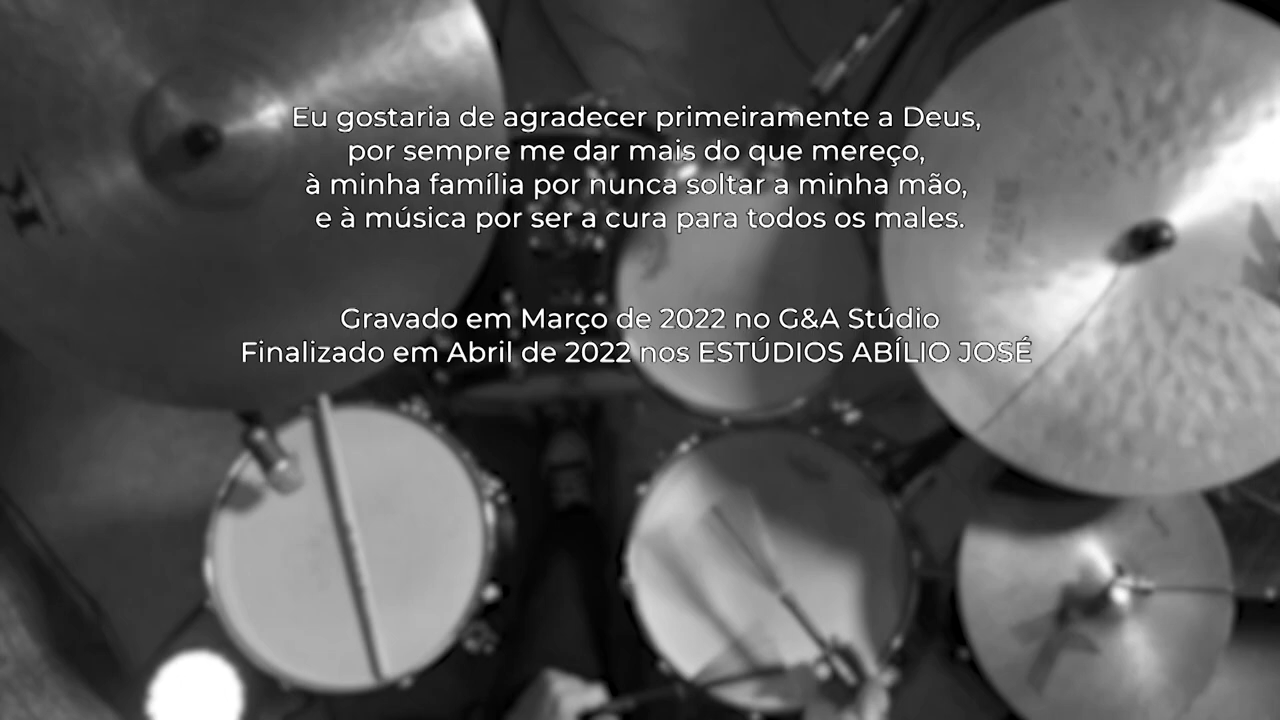 Eu gostaria de agradecer primeiramente a Deus,
por sempre me dar mais do que mereço,
à minha família por nunca soltar a minha mão,
e à música por ser a cura para todos os males.
Gravado em Março de 2022 no G&A Stúdio
Finalizado em Abril de 2022 nos ESTÚDIOS ABÍLIO JOSÉ
K